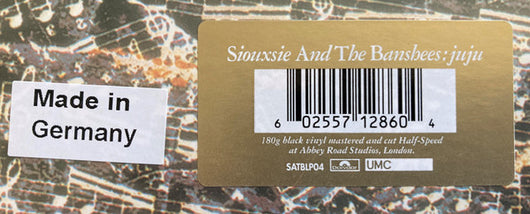 Siouxsie And The Banshees: juju
6 02557 12860 4
180g black vinyl mastered and cut Half-Speed
at Abbey Road Studios, London.
SATBLP04 UMC
Made in
Germany